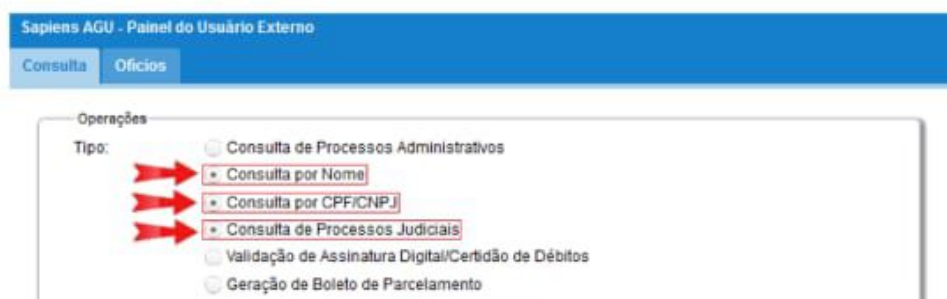 Sapiens AGU - Painel do Usuário Externo
Consulta Ofícios
Operações
Tipo: Consulta de Processos Administrativos
Consulta por Nome
Consulta por CPF/CNPJ
Consulta de Processos Judiciais
Validação de Assinatura Digital/Certidão de Débitos
Geração de Boleto de Parcelamento